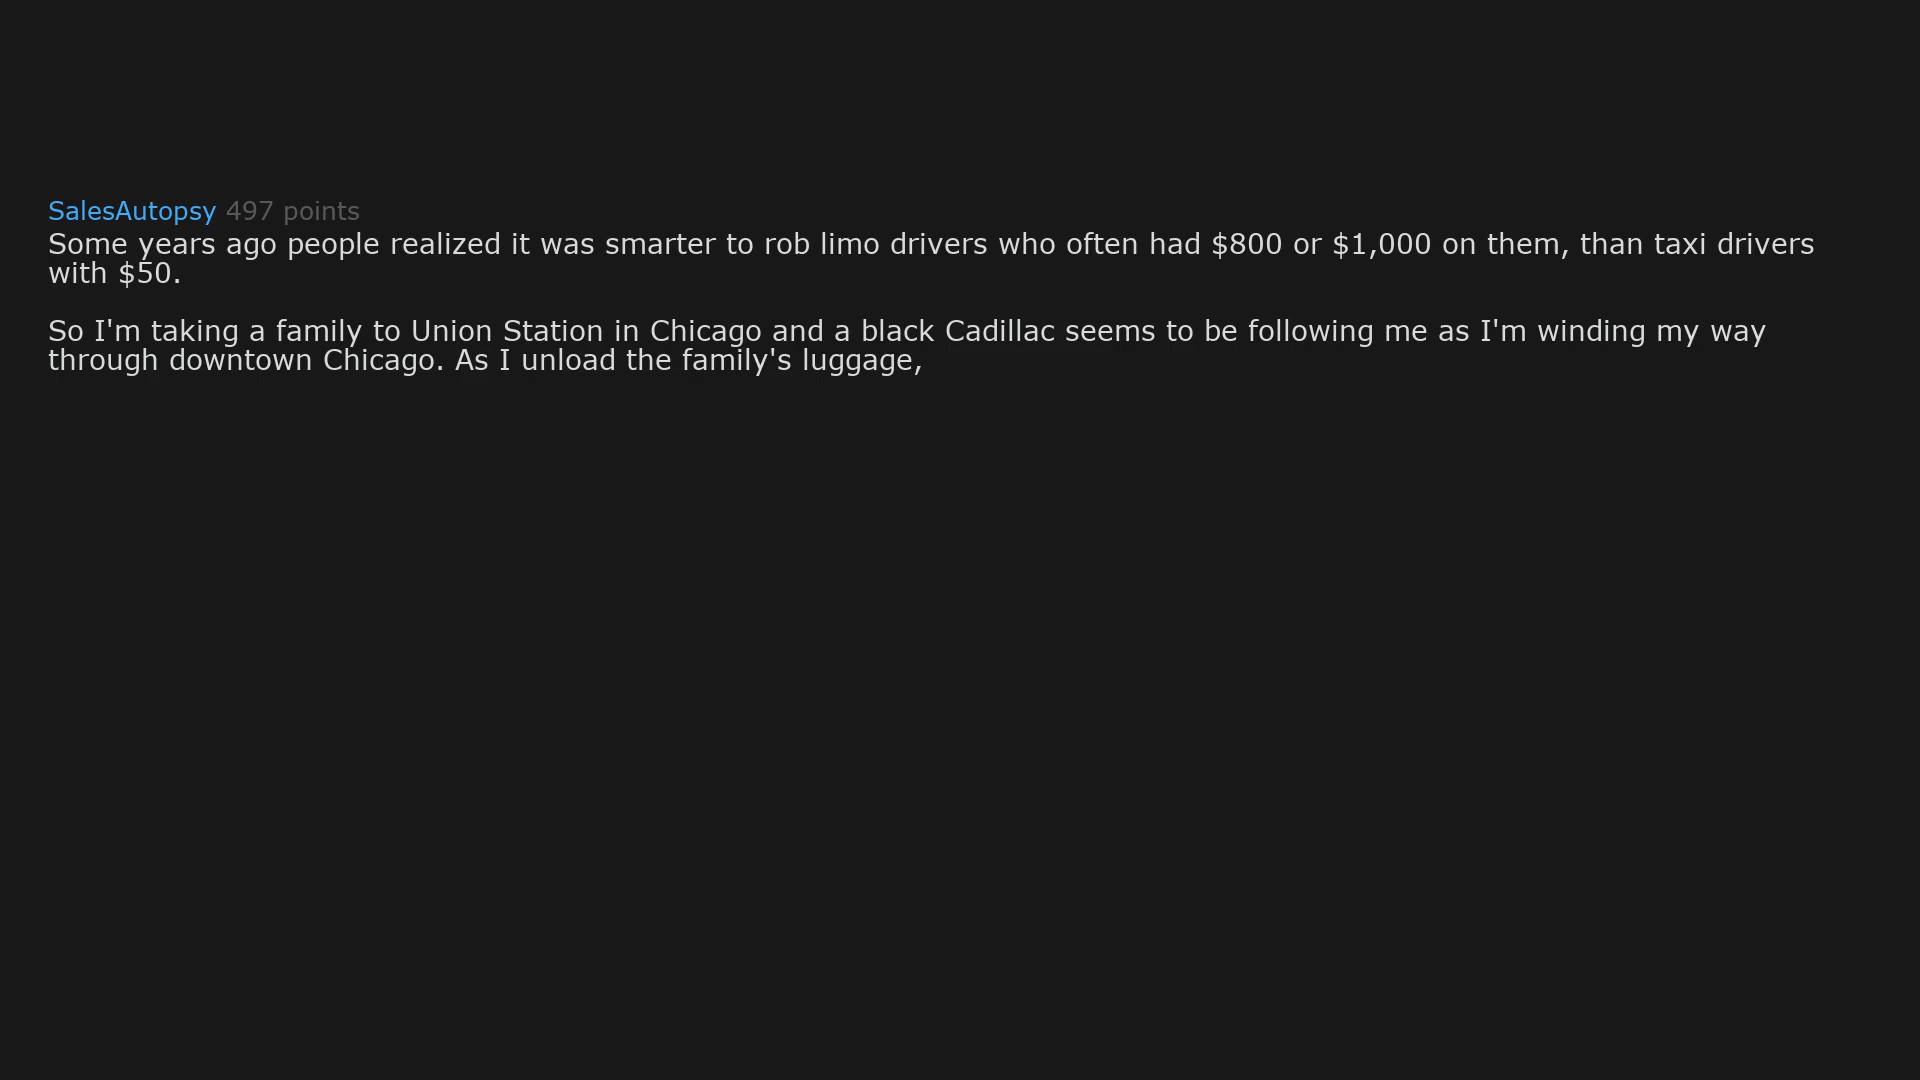 SalesAutopsy 497 points
Some years ago people realized it was smarter to rob limo drivers who often had $800 or $1,000 on them, than taxi drivers
with $50.
So I'm taking a family to Union Station in Chicago and a black Cadillac seems to be following me as I'm winding my way
through downtown Chicago. As I unload the family's luggage,